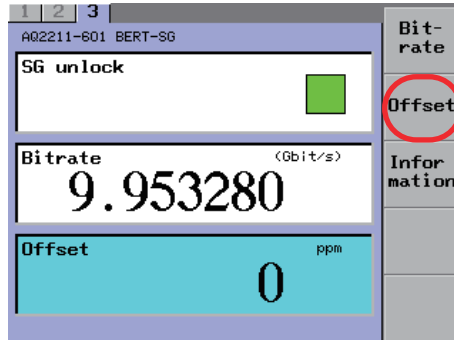 1 2 3
AQ2211-601 BERT-SG
SG unlock
Bitrate (Gbit/s)
9.953280
Offset ppm
0
Bit-
rate
Offset
Infor
mation